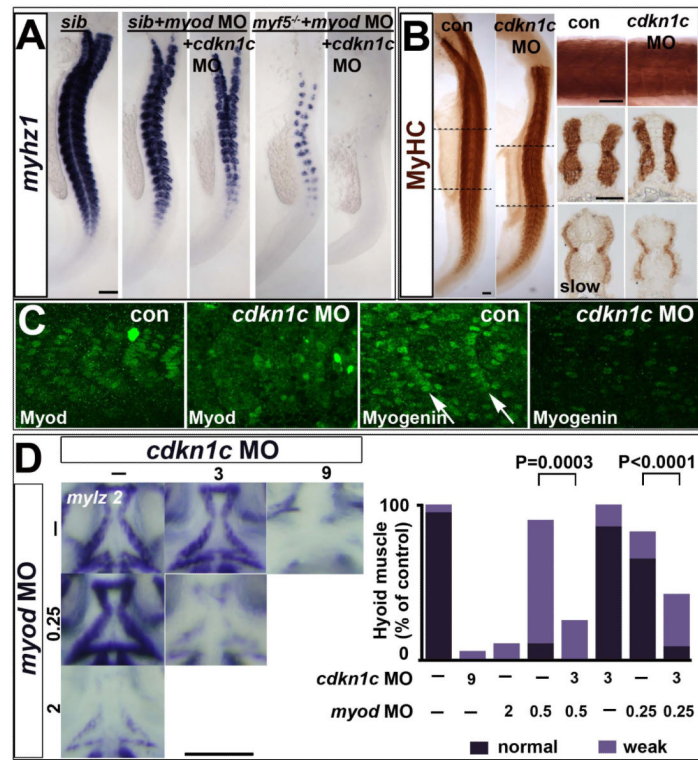 A
sib
sib+myod MO
myf5-/-+myod MO
+cdkn1c MO
+cdkn1c MO
myhz1
B
con
cdkn1c MO
con
cdkn1c MO
MyHC
slow
C
con
cdkn1c MO
con
cdkn1c MO
Myod
Myod
Myogenin
Myogenin
D
cdkn1c MO
– 3 9
mylz 2
myod MO
–
0.25
2
P=0.0003
P<0.0001
Hyoid muscle
(% of control)
100
0
cdkn1c MO – 9 – – 3 3 – 3
myod MO – – 2 0.5 0.5 – 0.25 0.25
normal
weak